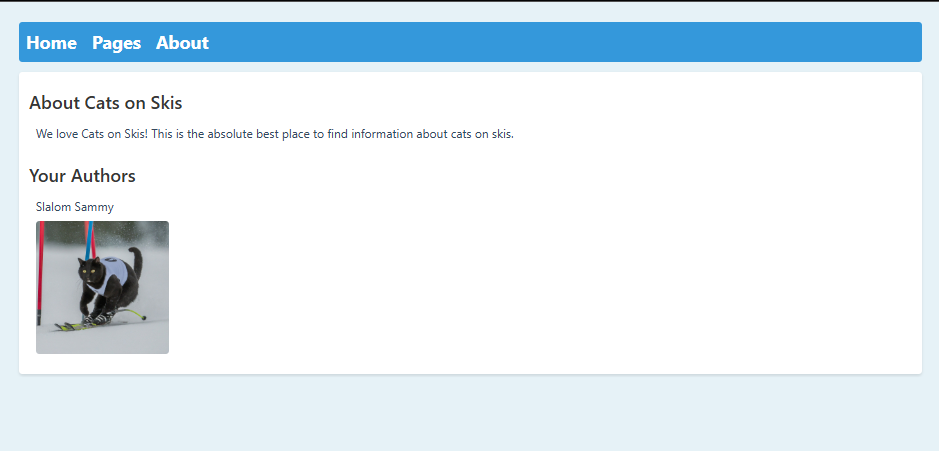 Home Pages About
About Cats on Skis
We love Cats on Skis! This is the absolute best place to find information about cats on skis.
Your Authors
Slalom Sammy